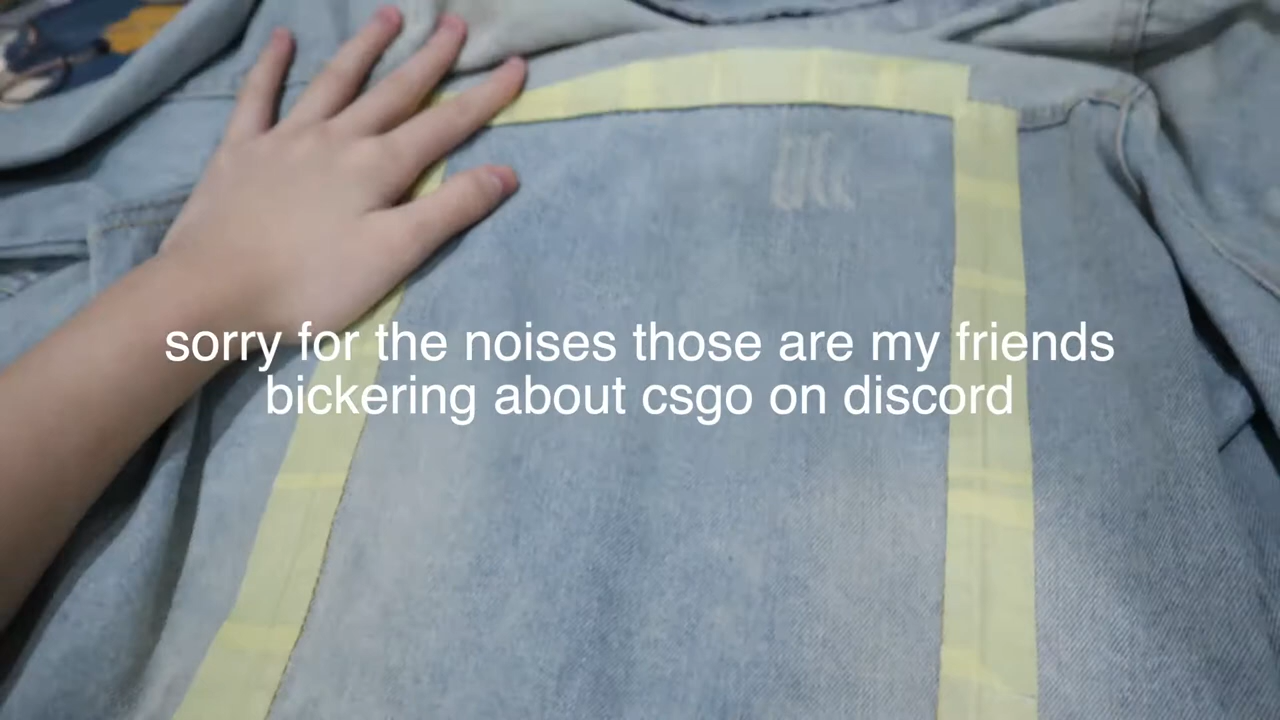 sorry for the noises those are my friends
bickering about csgo on discord